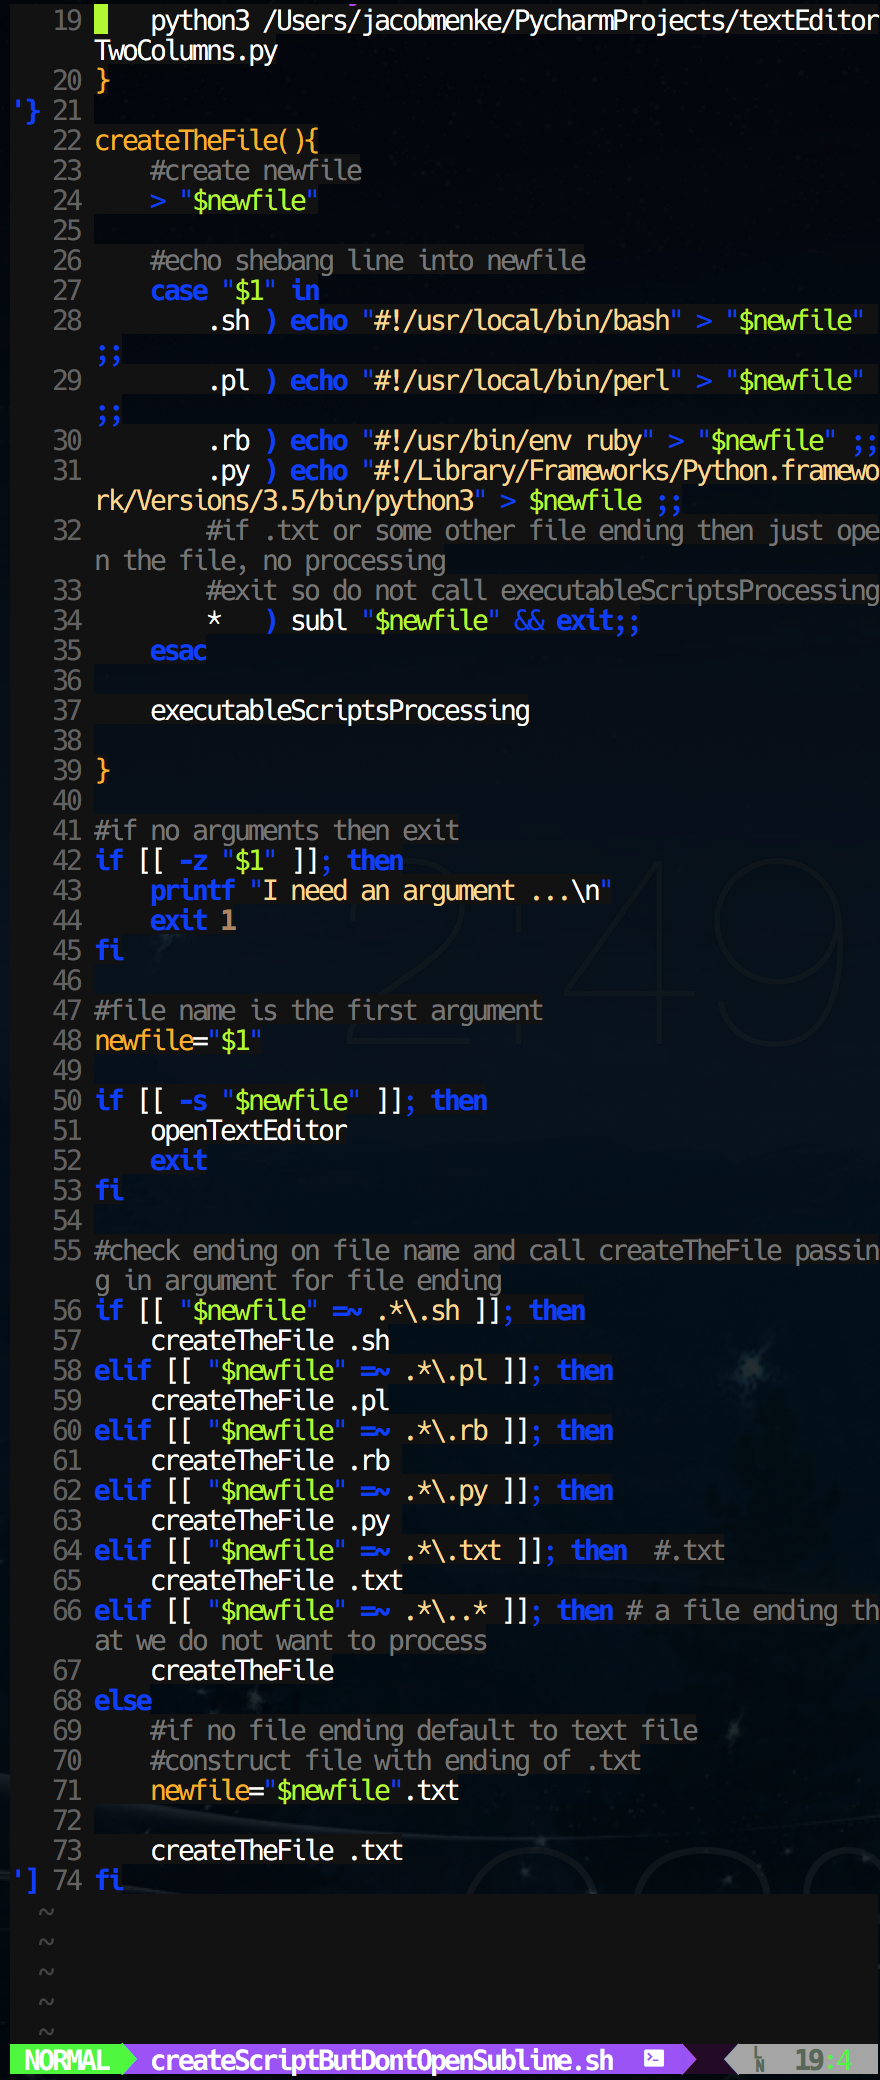 19     python3 /Users/jacobmenke/PycharmProjects/textEditor
TwoColumns.py
20 }
'} 21
22 createTheFile(){
23     #create newfile
24     > "$newfile"
25
26     #echo shebang line into newfile
27     case "$1" in
28         .sh ) echo "#!/usr/local/bin/bash" > "$newfile"
;;
29         .pl ) echo "#!/usr/local/bin/perl" > "$newfile"
;;
30         .rb ) echo "#!/usr/bin/env ruby" > "$newfile" ;;
31         .py ) echo "#!/Library/Frameworks/Python.framewo
rk/Versions/3.5/bin/python3" > $newfile ;;
32         #if .txt or some other file ending then just ope
n the file, no processing
33         #exit so do not call executableScriptsProcessing
34         *   ) subl "$newfile" && exit;;
35     esac
36
37     executableScriptsProcessing
38
39 }
40
41 #if no arguments then exit
42 if [[ -z "$1" ]]; then
43     printf "I need an argument ...\n"
44     exit 1
45 fi
46
47 #file name is the first argument
48 newfile="$1"
49
50 if [[ -s "$newfile" ]]; then
51     openTextEditor
52     exit
53 fi
54
55 #check ending on file name and call createTheFile passin
g in argument for file ending
56 if [[ "$newfile" =~ .*\.sh ]]; then
57     createTheFile .sh
58 elif [[ "$newfile" =~ .*\.pl ]]; then
59     createTheFile .pl
60 elif [[ "$newfile" =~ .*\.rb ]]; then
61     createTheFile .rb
62 elif [[ "$newfile" =~ .*\.py ]]; then
63     createTheFile .py
64 elif [[ "$newfile" =~ .*\.txt ]]; then  #.txt
65     createTheFile .txt
66 elif [[ "$newfile" =~ .*\..* ]]; then # a file ending th
at we do not want to process
67     createTheFile
68 else
69     #if no file ending default to text file
70     #construct file with ending of .txt
71     newfile="$newfile".txt
72
73     createTheFile .txt
'] 74 fi
~
~
~
~
~
NORMAL createScriptButDontOpenSublime.sh LN 19:4
2:49